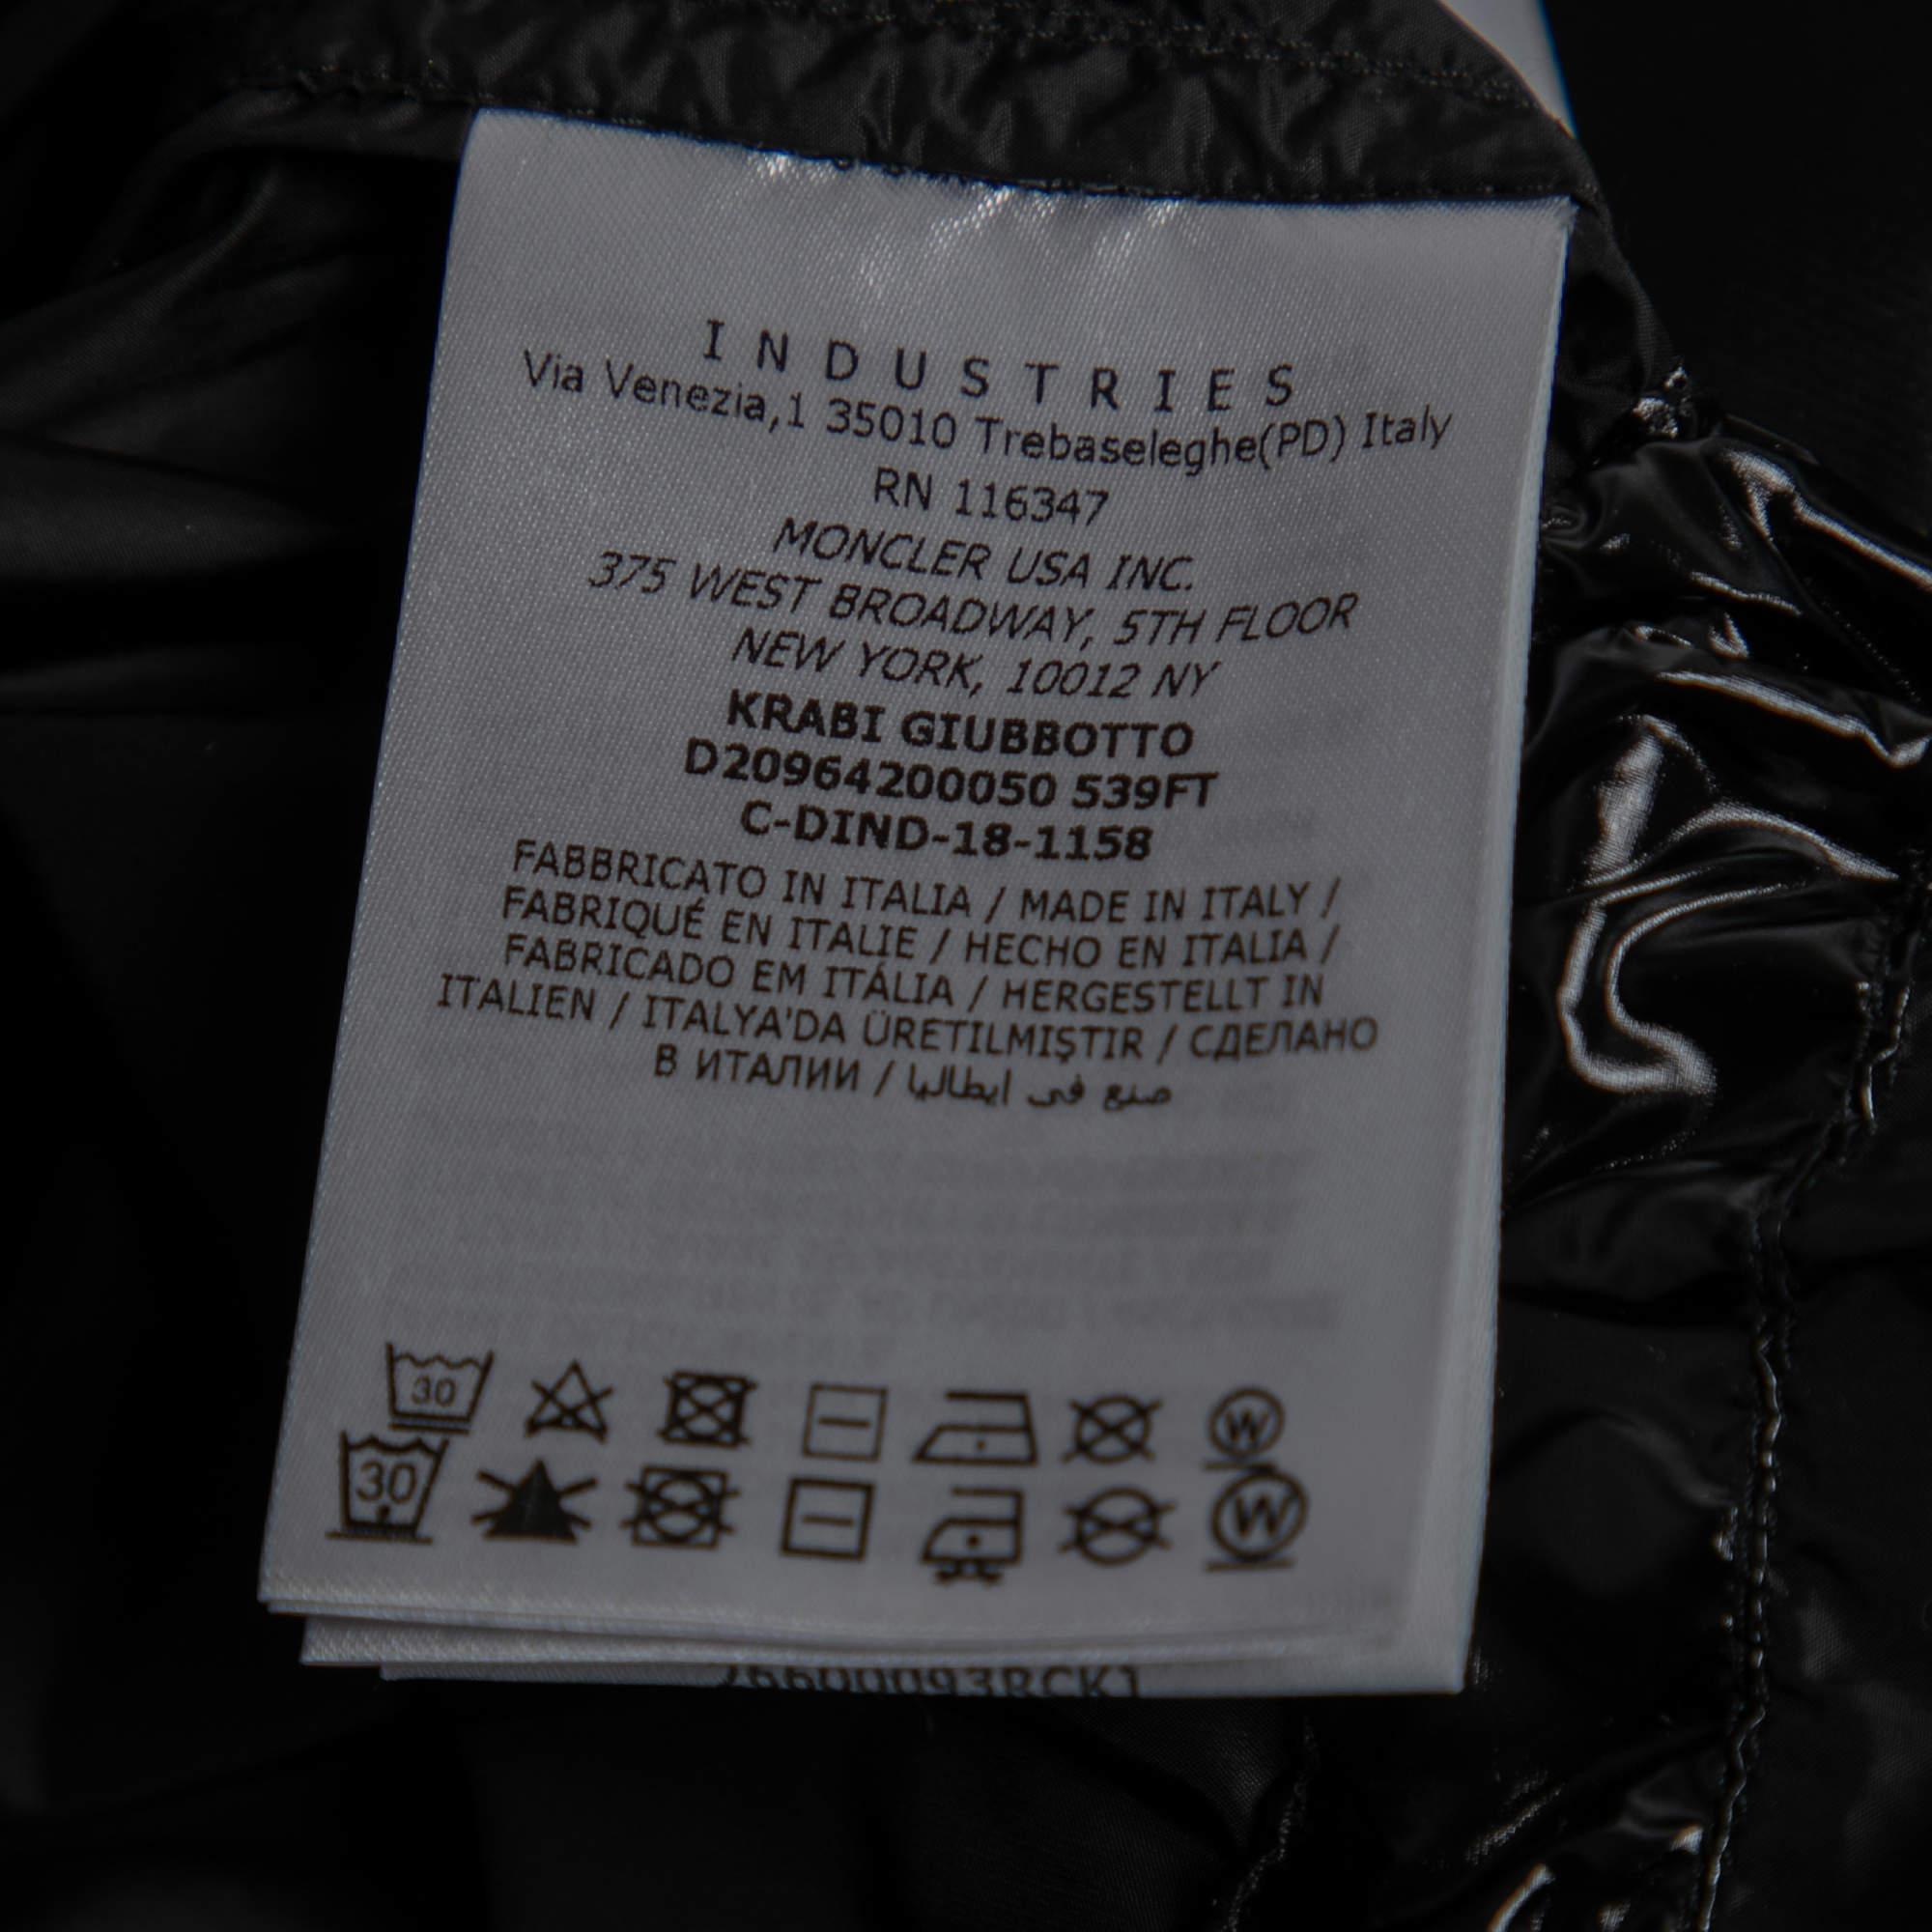 INDUSTRIES
Via Venezia,1 35010 Trebaseleghe(PD) Italy
RN 116347
MONCLER USA INC.
375 WEST BROADWAY, 5TH FLOOR
NEW YORK, 10012 NY
KRABI GIUBBOTTO
D20964200050 539FT
C-DIND-18-1158
FABBRICATO IN ITALIA / MADE IN ITALY /
FABRIQUÉ EN ITALIE / HECHO EN ITALIA /
FABRICADO EM ITÁLIA / HERGESTELLT IN
ITALIEN / ITALYA'DA ÜRETILMIŞTIR / СДЕЛАНО
В ИТАЛИИ / صنع في ايطاليا
30 W
30 W